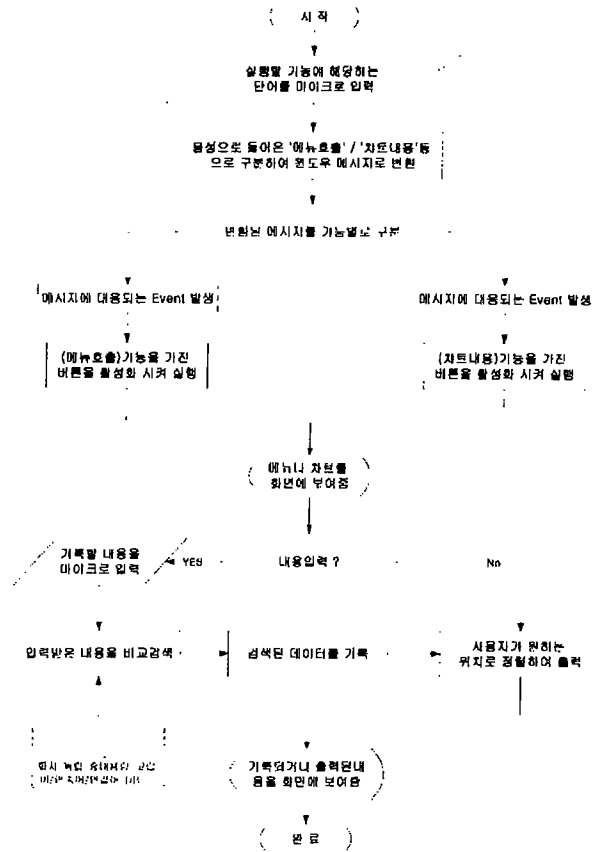 시 작
실행할 기능에 해당하는
단어를 마이크로 입력
음성으로 들어온 '메뉴호출' / '챠트내용'등
으로 구분하여 윈도우 메시지로 변환
변환된 메시지를 기능별로 구분
메시지에 대응되는 Event 발생
메시지에 대응되는 Event 발생
(메뉴호출)기능을 가진
버튼을 활성화 시켜 실행
(챠트내용)기능을 가진
버튼을 활성화 시켜 실행
메뉴나 챠트를
화면에 보여줌
기록할 내용을
마이크로 입력
YES
내용입력 ?
No
입력받은 내용을 비교검색
검색된 데이터를 기록
사용자가 원하는
위치로 정렬하여 출력
기록되거나 출력된내
용을 화면에 보여줌
완 료